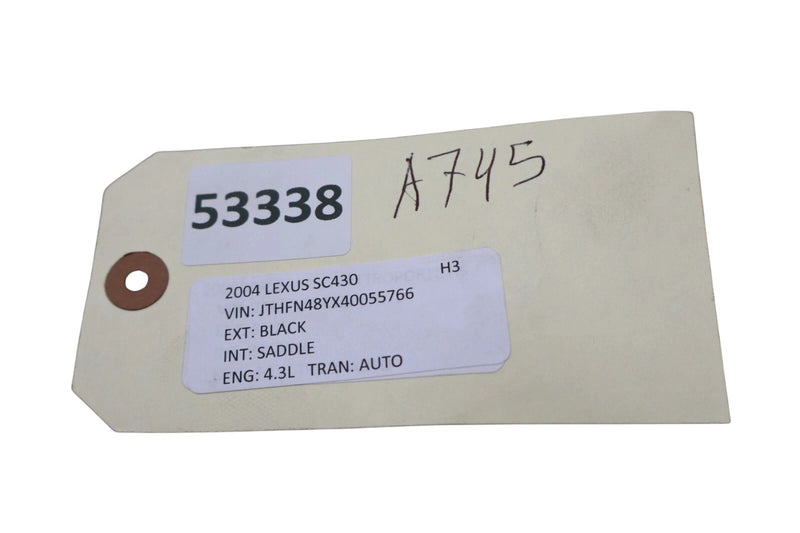 53338
A745
2004 LEXUS SC430 H3
VIN: JTHFN48YX40055766
EXT: BLACK
INT: SADDLE
ENG: 4.3L TRAN: AUTO